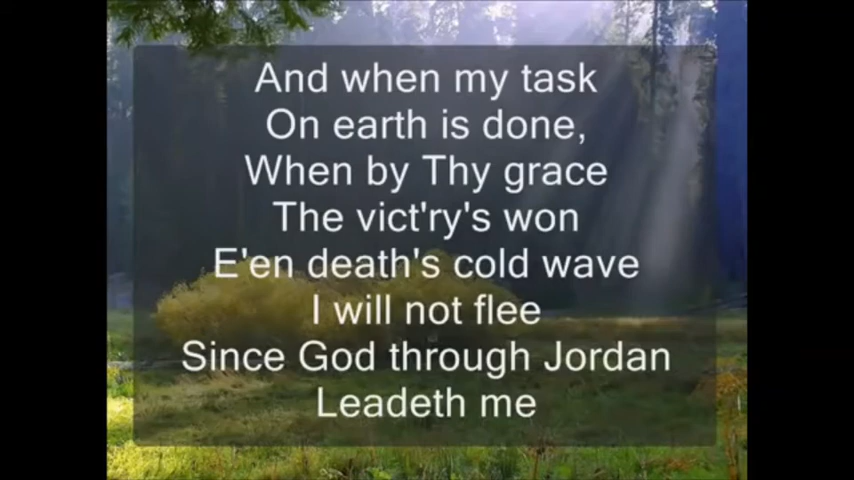 And when my task
On earth is done,
When by Thy grace
The vict'ry's won
E'en death's cold wave
I will not flee
Since God through Jordan
Leadeth me